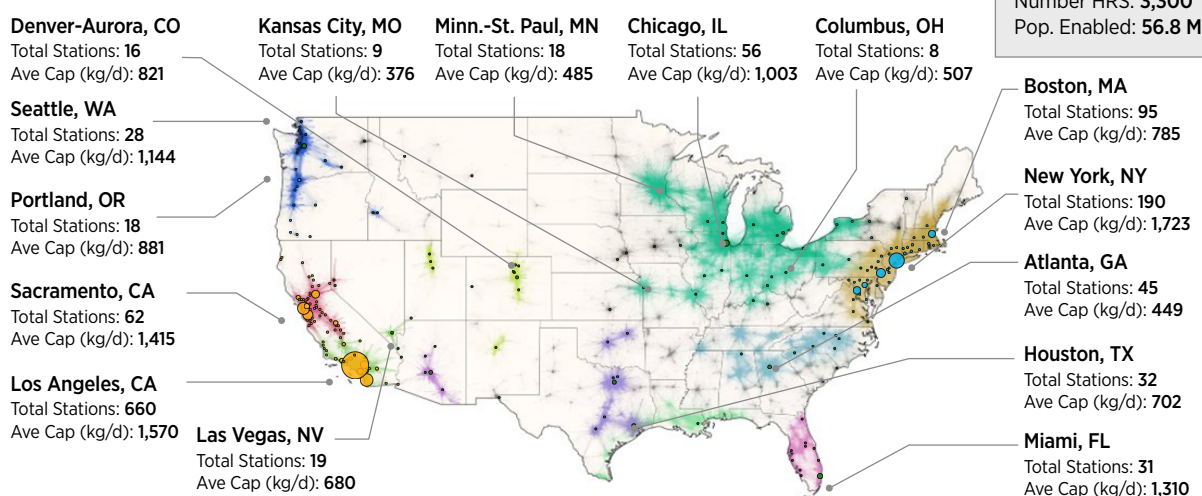 Number HRS: 3,300
Pop. Enabled: 56.8 M
Denver-Aurora, CO
Total Stations: 16
Ave Cap (kg/d): 821
Kansas City, MO
Total Stations: 9
Ave Cap (kg/d): 376
Minn.-St. Paul, MN
Total Stations: 18
Ave Cap (kg/d): 485
Chicago, IL
Total Stations: 56
Ave Cap (kg/d): 1,003
Columbus, OH
Total Stations: 8
Ave Cap (kg/d): 507
Seattle, WA
Total Stations: 28
Ave Cap (kg/d): 1,144
Portland, OR
Total Stations: 18
Ave Cap (kg/d): 881
Sacramento, CA
Total Stations: 62
Ave Cap (kg/d): 1,415
Los Angeles, CA
Total Stations: 660
Ave Cap (kg/d): 1,570
Las Vegas, NV
Total Stations: 19
Ave Cap (kg/d): 680
Boston, MA
Total Stations: 95
Ave Cap (kg/d): 785
New York, NY
Total Stations: 190
Ave Cap (kg/d): 1,723
Atlanta, GA
Total Stations: 45
Ave Cap (kg/d): 449
Houston, TX
Total Stations: 32
Ave Cap (kg/d): 702
Miami, FL
Total Stations: 31
Ave Cap (kg/d): 1,310